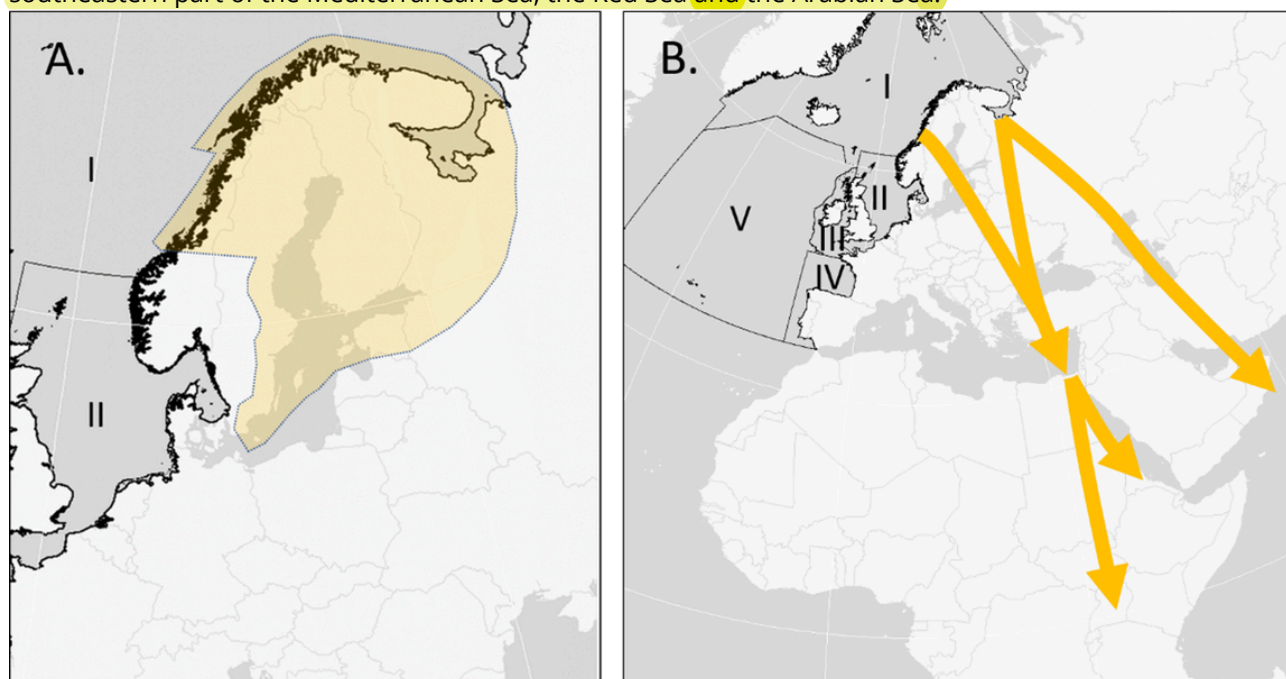 southeastern part of the Mediterranean Sea, the Red Sea and the Arabian Sea.
A.
I
II
B.
I
II
III
IV
V